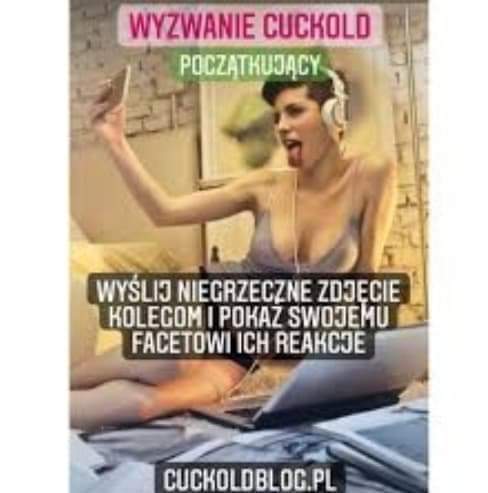 WYZWANIE CUCKOLD
POCZĄTKUJĄCY
WYŚLIJ NIEGRZECZNE ZDJĘCIE
KOLEGOM I POKAŻ SWOJEMU
FACETOWI ICH REAKCJE
CUCKOLDBLOG.PL